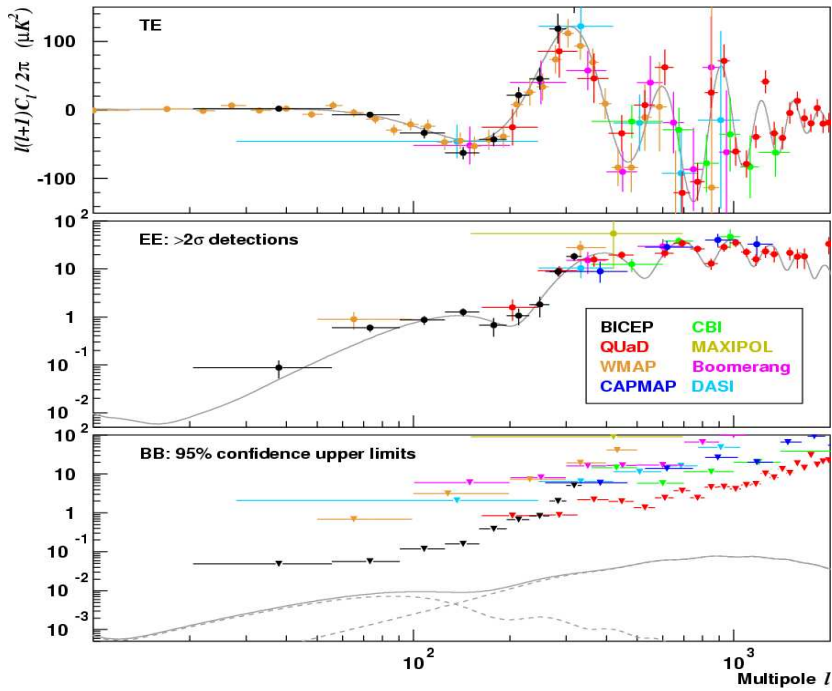 TE
l(l+1)C_l / 2π (μK²)
100
0
-100
EE: >2σ detections
10²
10
1
10⁻¹
10⁻²
BICEP
QUaD
WMAP
CAPMAP
CBI
MAXIPOL
Boomerang
DASI
BB: 95% confidence upper limits
10²
10
1
10⁻¹
10⁻²
10⁻³
10² 10³
Multipole l